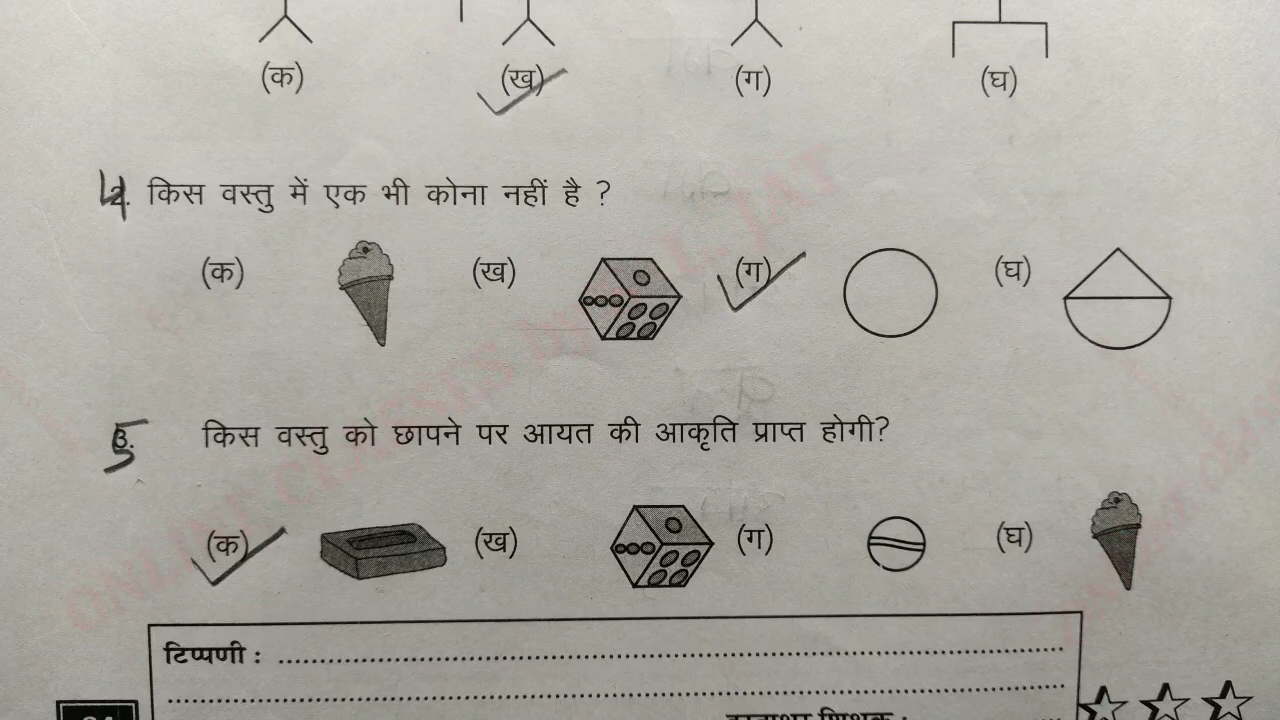 (क) (ख) (ग) (घ)
4. किस वस्तु में एक भी कोना नहीं है ?
(क) (ख) (ग) (घ)
5 किस वस्तु को छापने पर आयत की आकृति प्राप्त होगी?
(क) (ख) (ग) (घ)
टिप्पणी :